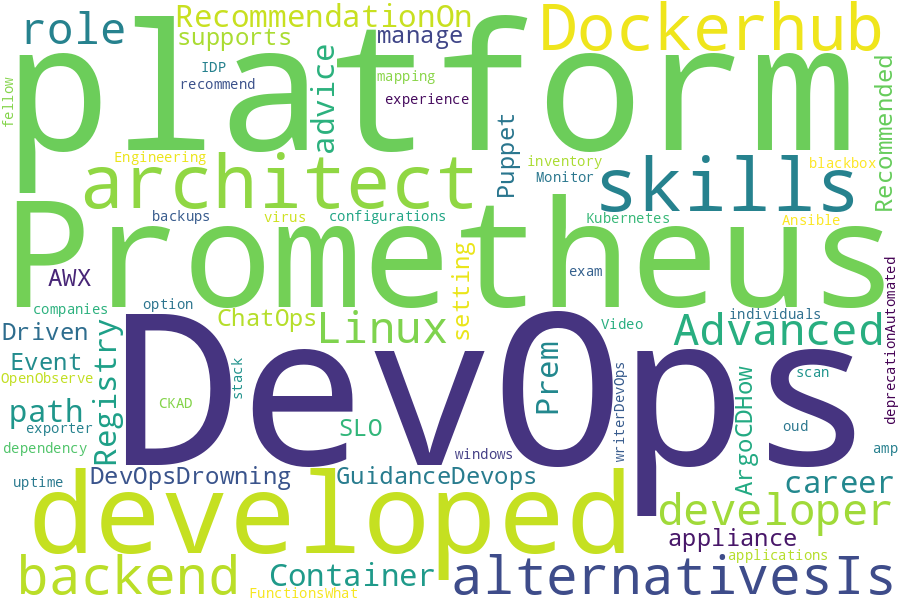 role
RecommendationOn
Dockerhub
supports
manage
platform
IDP
recommend
advice
mapping
experience
fellow
Recommended
Engineering
architect
Puppet
inventory
Monitor
skills
blackbox
backups
virus
configurations
Kubernetes
Ansible
Prometheus
AWX
setting
exam
companies
option
ChatOps
Linux
Video
individuals
Advanced
deprecationAutomated
Driven
Registry
DevOps
Event
OpenObserve
stack
Prem
scan
path
CKAD
SLO
writerDevOps
ArgoCDHow
exporter
oud
dependency
windows
amp
uptime
DevOpsDrowning
GuidanceDevops
career
developed
developer
appliance
applications
backend
Container
alternativesIs
FunctionsWhat